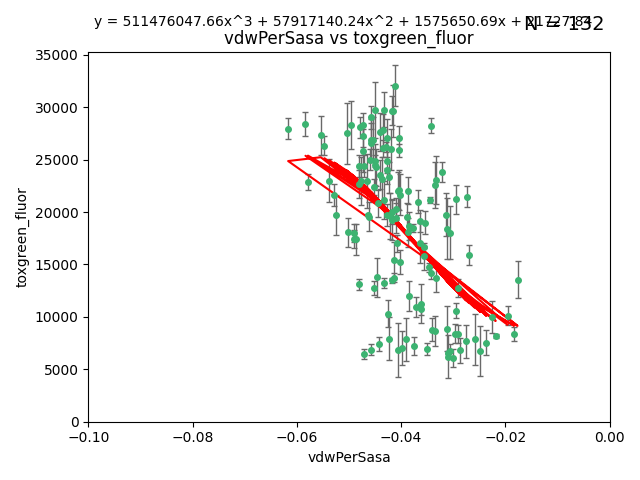 y = 511476047.66x^3 + 57917140.24x^2 + 1575650.69x +
N = 132
vdwPerSasa vs toxgreen_fluor
35000
30000
25000
20000
15000
10000
5000
0
toxgreen_fluor
−0.10 −0.08 −0.06 −0.04 −0.02 0.00
vdwPerSasa